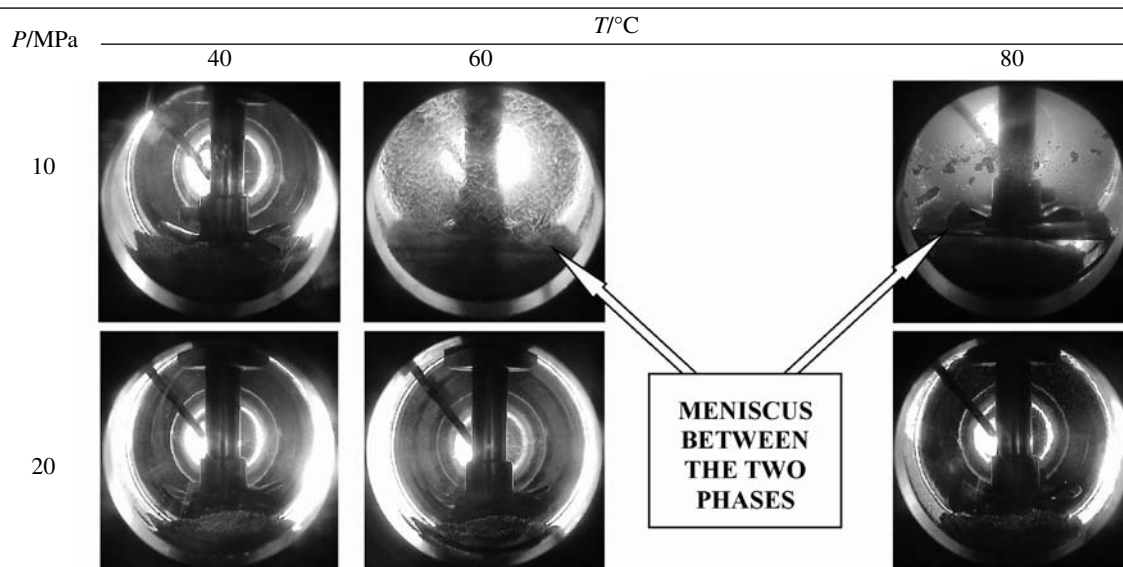 T/°C
P/MPa
40 60 80
10
MENISCUS
BETWEEN
THE TWO
PHASES
20